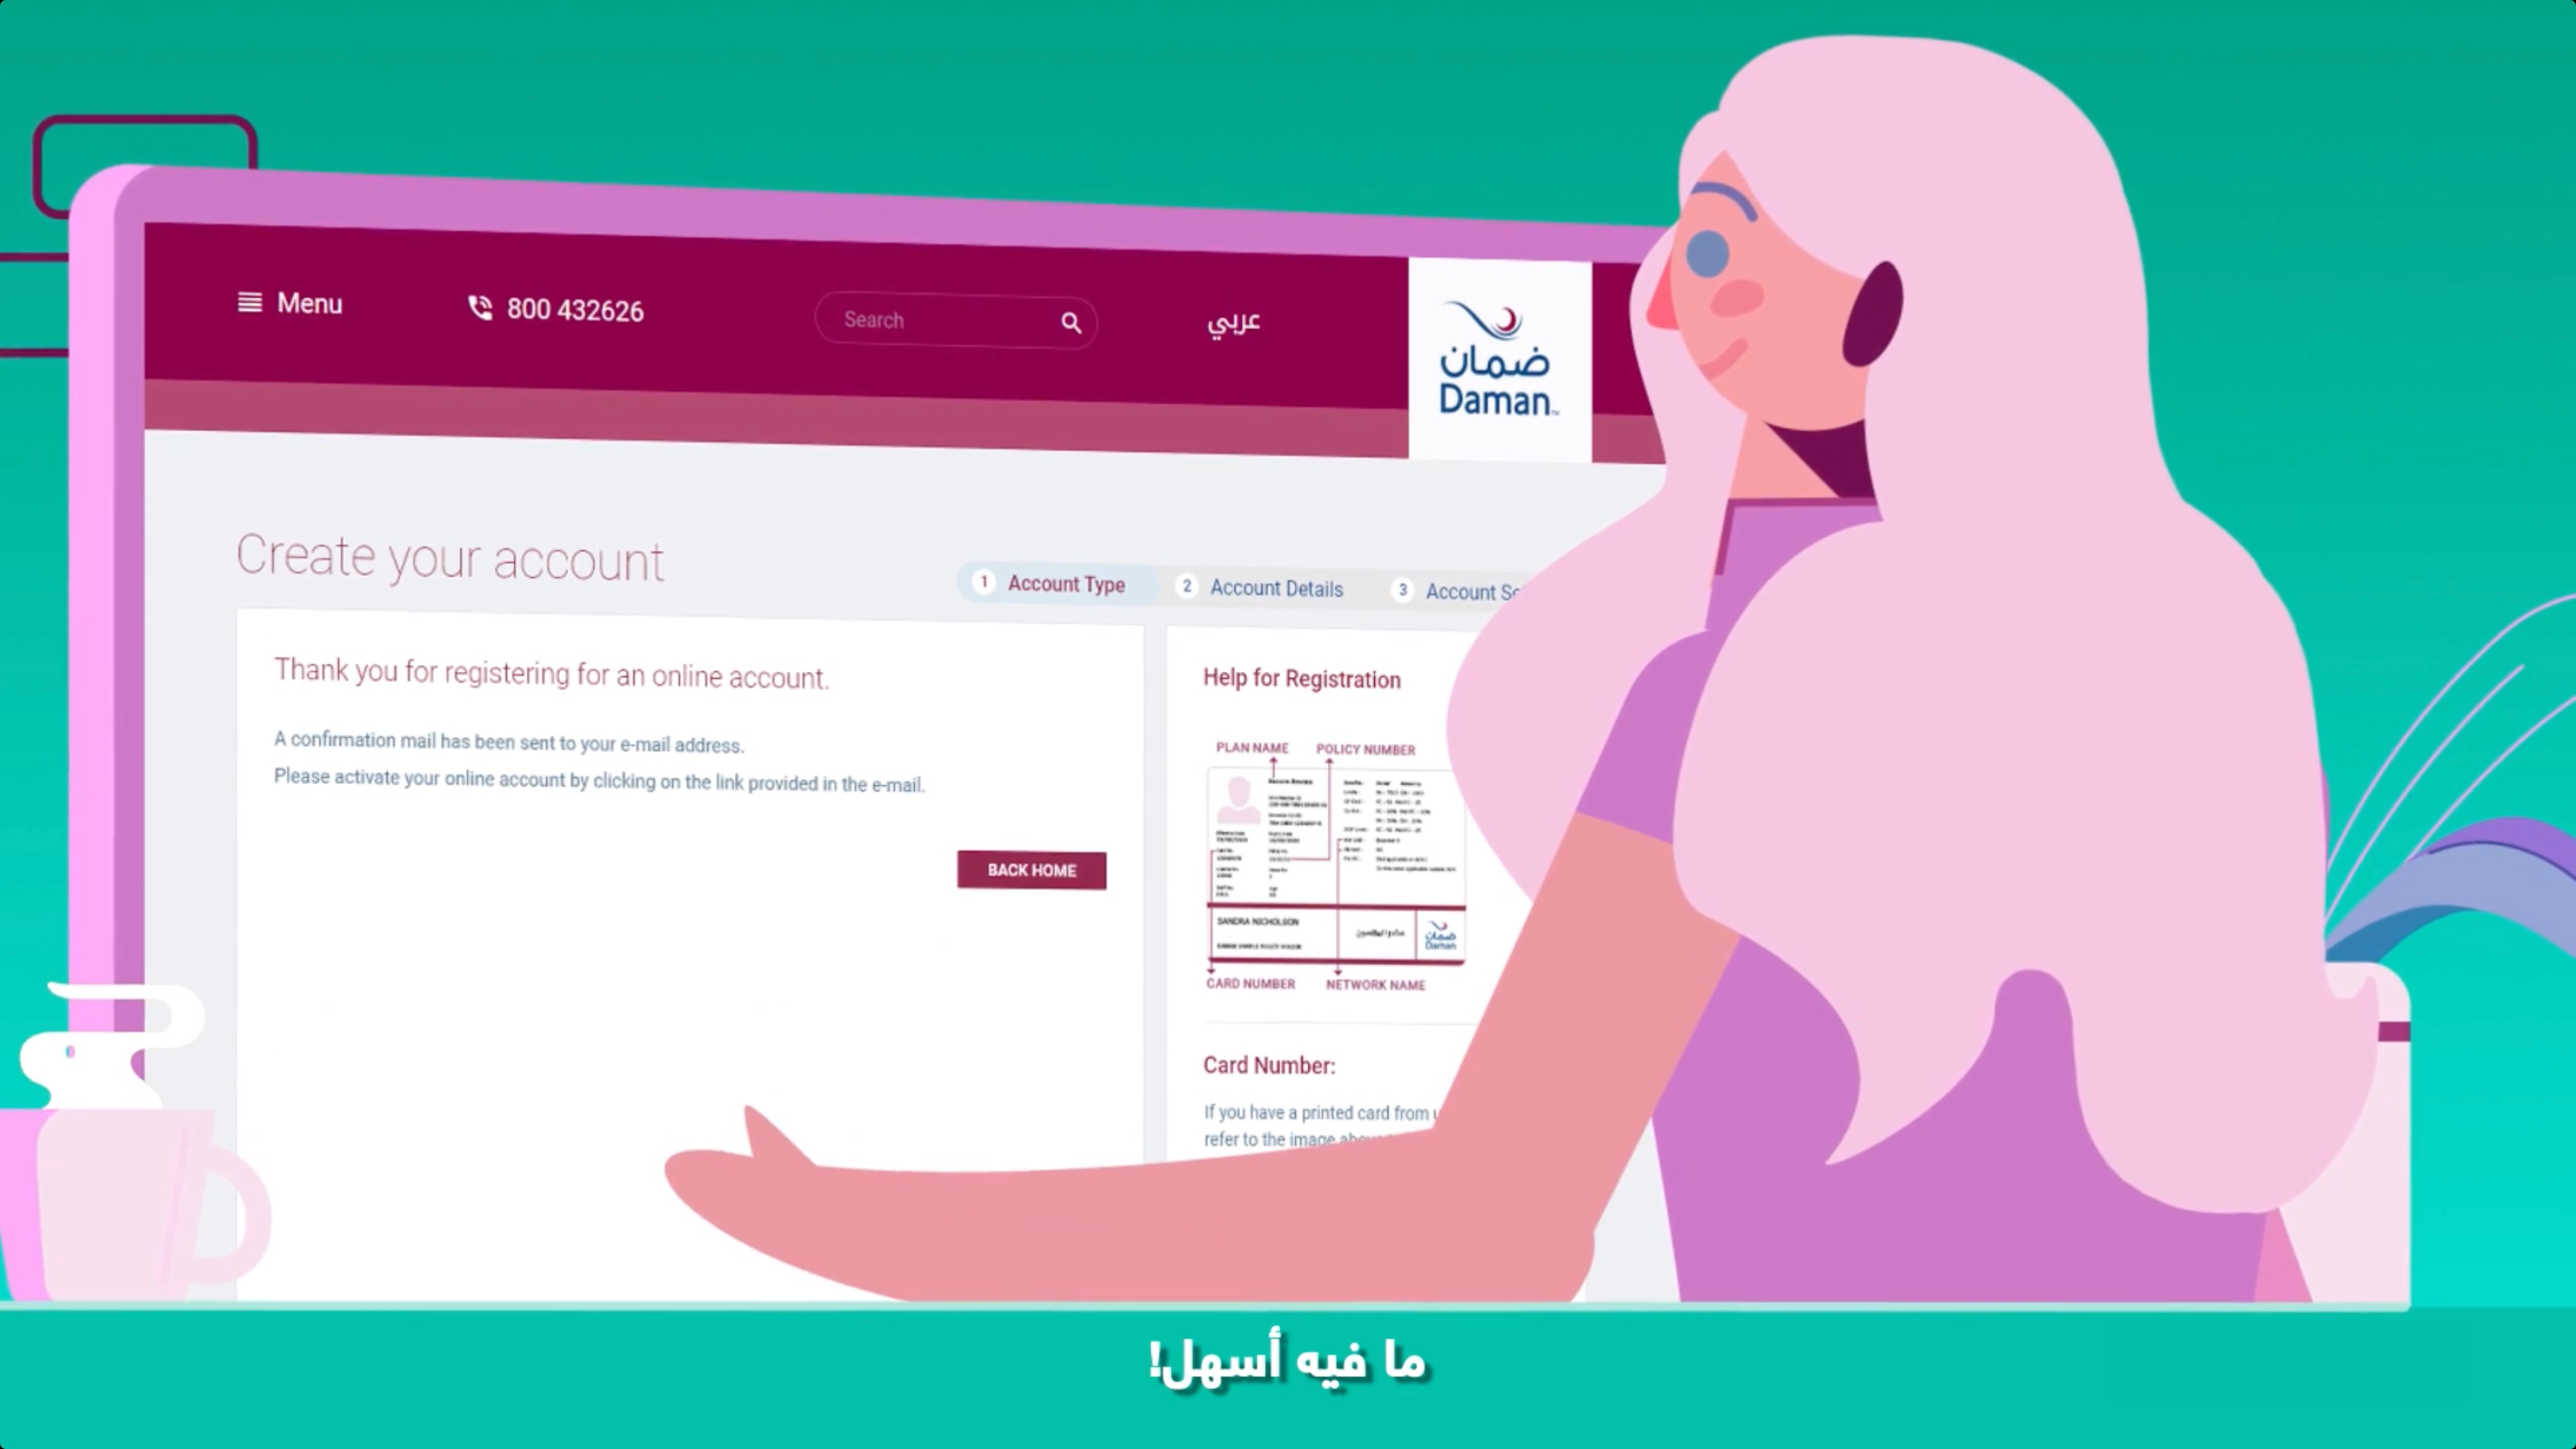 Menu
800 432626
Search
عربي
ضمان
Daman
Create your account
1 Account Type
2 Account Details
3 Account
Thank you for registering for an online account.
A confirmation mail has been sent to your e-mail address.
Please activate your online account by clicking on the link provided in the e-mail.
BACK HOME
Help for Registration
PLAN NAME
POLICY NUMBER
SANDRA NICHOLSON
ضمان
Daman
CARD NUMBER
NETWORK NAME
Card Number:
If you have a printed card from
refer to the image
ما فيه أسهل!